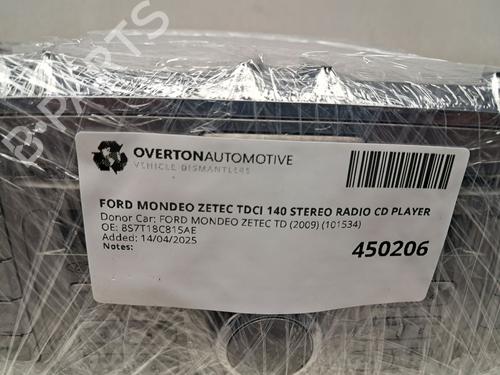 B-PARTS
OVERTONAUTOMOTIVE
VEHICLE DISMANTLERS
FORD MONDEO ZETEC TDCI 140 STEREO RADIO CD PLAYER
Donor Car: FORD MONDEO ZETEC TD (2009) (101534)
OE: 8S7T18C815AE
Added: 14/04/2025
Notes:
450206